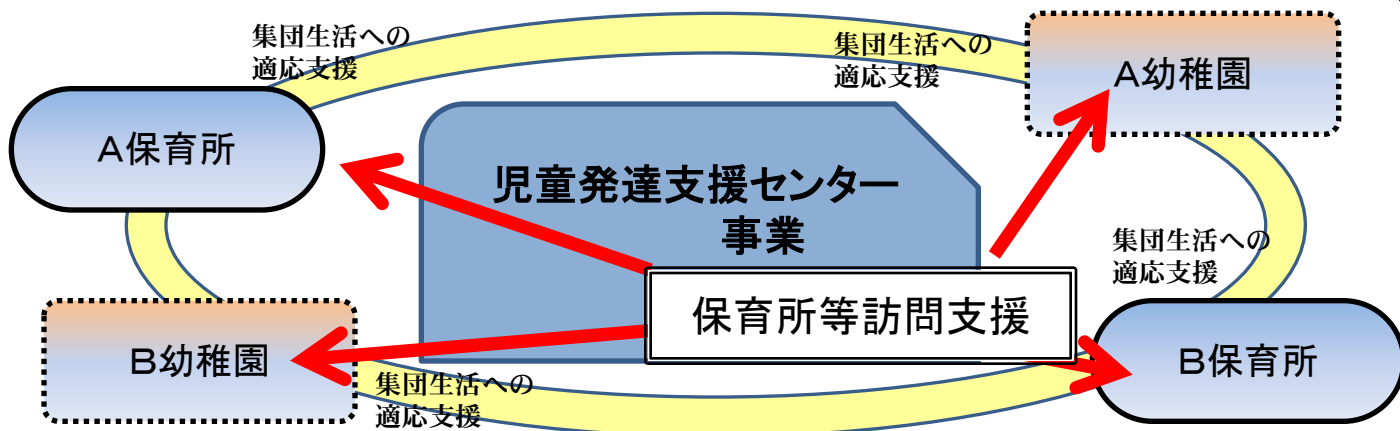 集団生活への
適応支援
集団生活への
適応支援
A幼稚園
A保育所
児童発達支援センター
事業
集団生活への
適応支援
保育所等訪問支援
B幼稚園
B保育所
集団生活への
適応支援